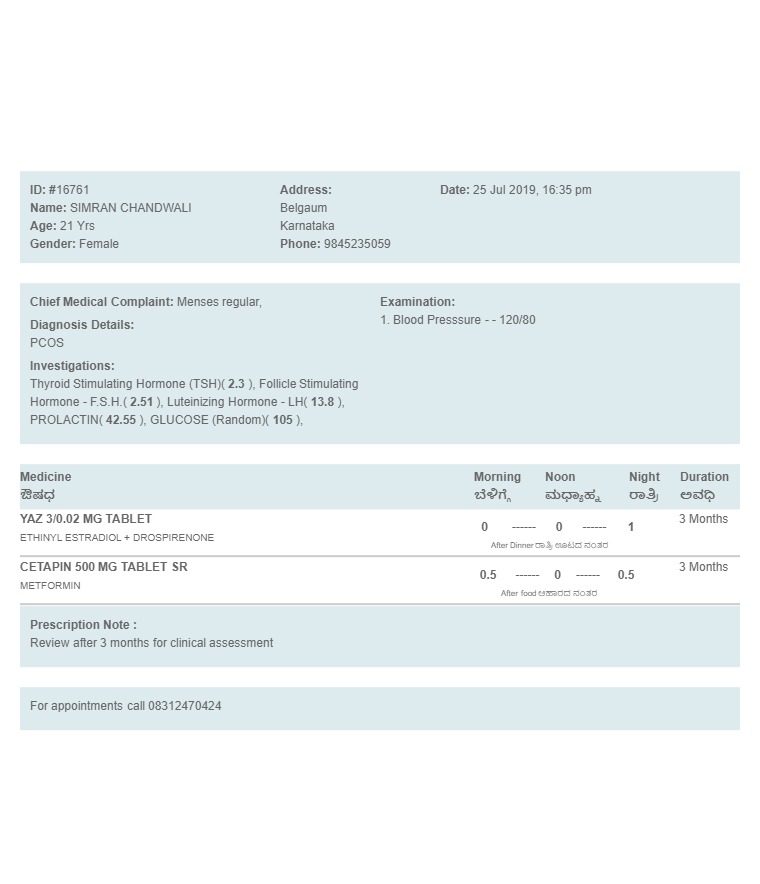 ID: #16761
Name: SIMRAN CHANDWALI
Age: 21 Yrs
Gender: Female
Address:
Belgaum
Karnataka
Phone: 9845235059
Date: 25 Jul 2019, 16:35 pm
Chief Medical Complaint: Menses regular,
Diagnosis Details:
PCOS
Investigations:
Thyroid Stimulating Hormone (TSH)( 2.3 ), Follicle Stimulating
Hormone - F.S.H.( 2.51 ), Luteinizing Hormone - LH( 13.8 ),
PROLACTIN( 42.55 ), GLUCOSE (Random)( 105 ),
Examination:
1. Blood Presssure - - 120/80
Medicine Morning Noon Night Duration
ಔಷಧ ಬೆಳಿಗ್ಗೆ ಮಧ್ಯಾಹ್ನ ರಾತ್ರಿ ಅವಧಿ
YAZ 3/0.02 MG TABLET 0 ------ 0 ------ 1 3 Months
ETHINYL ESTRADIOL + DROSPIRENONE
After Dinner ರಾತ್ರಿ ಊಟದ ನಂತರ
CETAPIN 500 MG TABLET SR 0.5 ------ 0 ------ 0.5 3 Months
METFORMIN
After food ಆಹಾರದ ನಂತರ
Prescription Note :
Review after 3 months for clinical assessment
For appointments call 08312470424